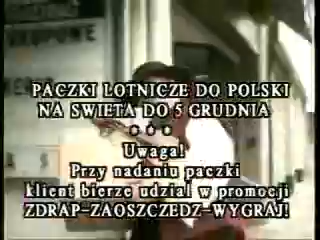 PACZKI LOTNICZE DO POLSKI
NA SWIETA DO 5 GRUDNIA
* * *
Uwaga!
Przy nadaniu paczki
klient bierze udzial w promocji
ZDRAP-ZAOSZCZEDZ-WYGRAJ!